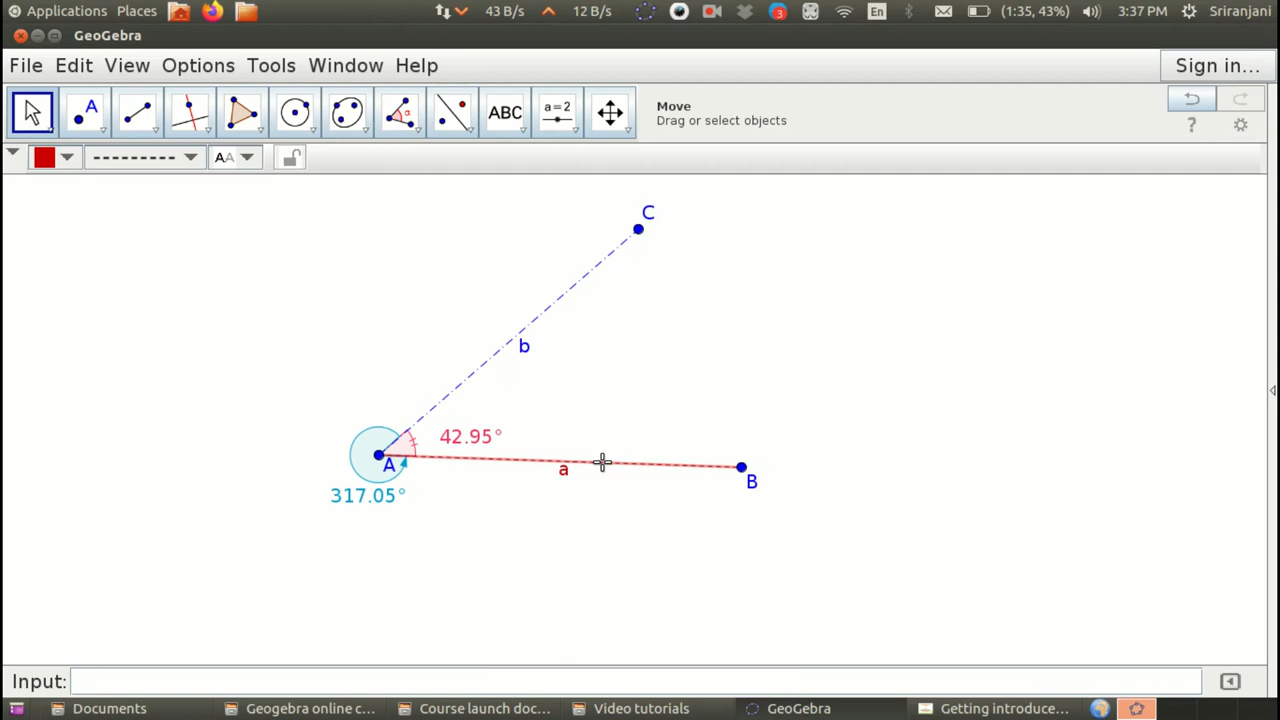 Applications Places 43 B/s 12 B/s 3 En (1:35, 43%) 3:37 PM Sriranjani
GeoGebra
File Edit View Options Tools Window Help Sign in...
A α ABC a=2 Move
Drag or select objects
?
AA
C
b
42.95°
A
a
B
317.05°
Input:
Documents Geogebra online c... Course launch doc... Video tutorials GeoGebra Getting introduce...